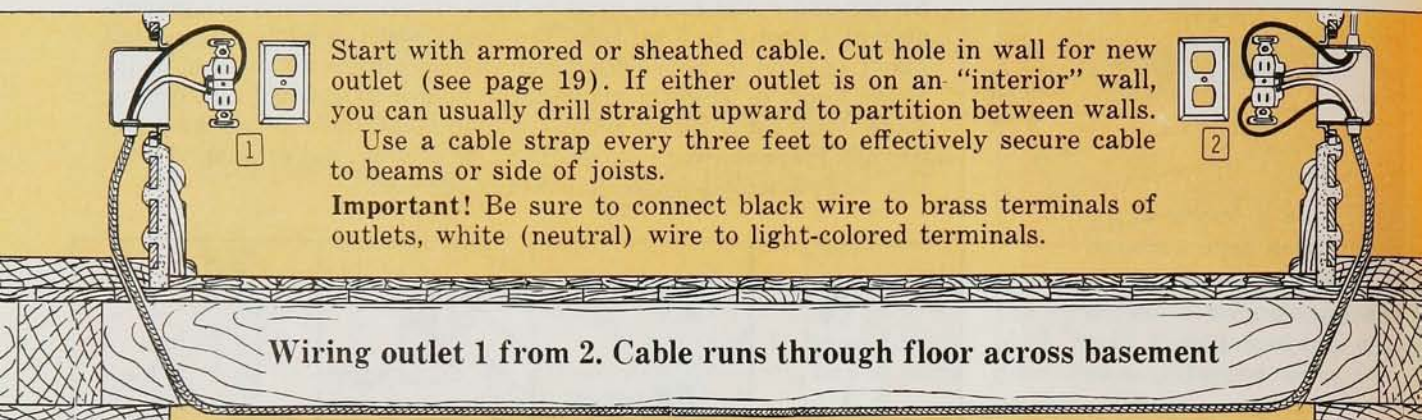 Start with armored or sheathed cable. Cut hole in wall for new
outlet (see page 19). If either outlet is on an "interior" wall,
you can usually drill straight upward to partition between walls.
Use a cable strap every three feet to effectively secure cable
to beams or side of joists.
Important! Be sure to connect black wire to brass terminals of
outlets, white (neutral) wire to light-colored terminals.
1
2
Wiring outlet 1 from 2. Cable runs through floor across basement